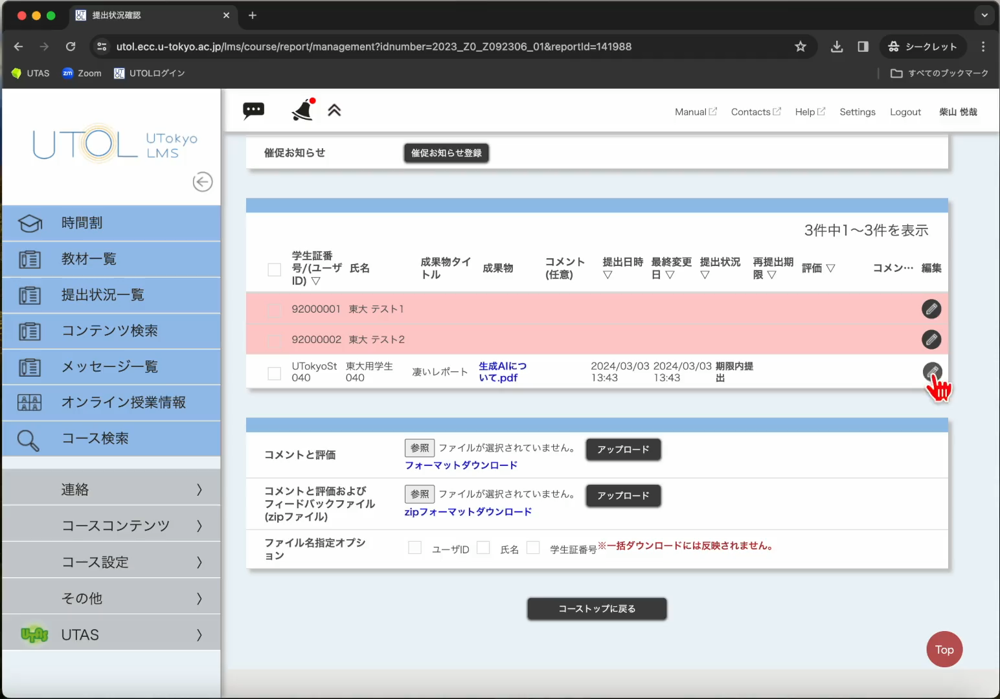 提出状況確認
utol.ecc.u-tokyo.ac.jp/lms/course/report/management?idnumber=2023_Z0_Z092306_01&reportId=141988
シークレット
UTAS
Zoom
UTOLログイン
すべてのブックマーク
UTOL UTokyo LMS
Manual
Contacts
Help
Settings
Logout
柴山 悦哉
時間割
教材一覧
提出状況一覧
コンテンツ検索
メッセージ一覧
オンライン授業情報
コース検索
連絡
コースコンテンツ
コース設定
その他
UTAS
催促お知らせ
催促お知らせ登録
3件中1～3件を表示
学生証番
号/(ユーザ
ID) ▽
氏名
成果物タイ
トル
成果物
コメント
(任意)
提出日時
▽
最終変更
日 ▽
提出状況
▽
再提出期
限 ▽
評価 ▽
コメン…
編集
92000001 東大 テスト1
92000002 東大 テスト2
UTokyoSt
040
東大用学生
040
凄いレポート
生成AIにつ
いて.pdf
2024/03/03
13:43
2024/03/03
13:43
期限内提
出
コメントと評価
参照 ファイルが選択されていません。 アップロード
フォーマットダウンロード
コメントと評価および
フィードバックファイル
(zipファイル)
参照 ファイルが選択されていません。 アップロード
zipフォーマットダウンロード
ファイル名指定オプシ
ョン
ユーザID 氏名 学生証番号※一括ダウンロードには反映されません。
コーストップに戻る
Top